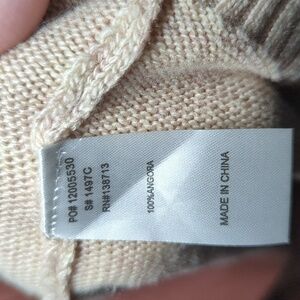 PO# 12005530
S# 1497C
RN#138713
100%ANGORA
MADE IN CHINA